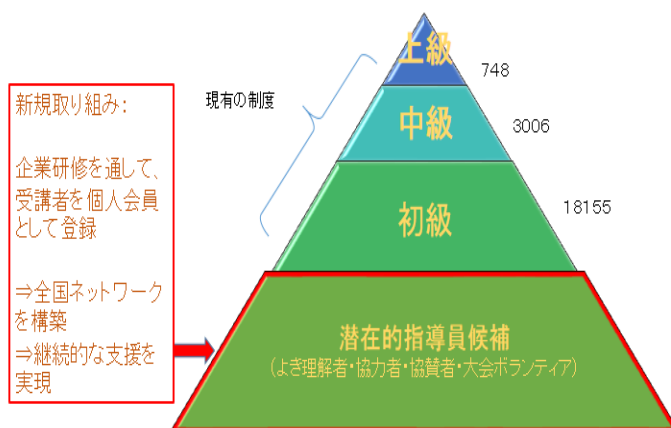 上級
748
現有の制度
中級
3006
初級
18155
新規取り組み:
企業研修を通して、
受講者を個人会員
として登録
⇒全国ネットワーク
を構築
⇒継続的な支援を
実現
潜在的指導員候補
(よき理解者・協力者・協賛者・大会ボランティア)